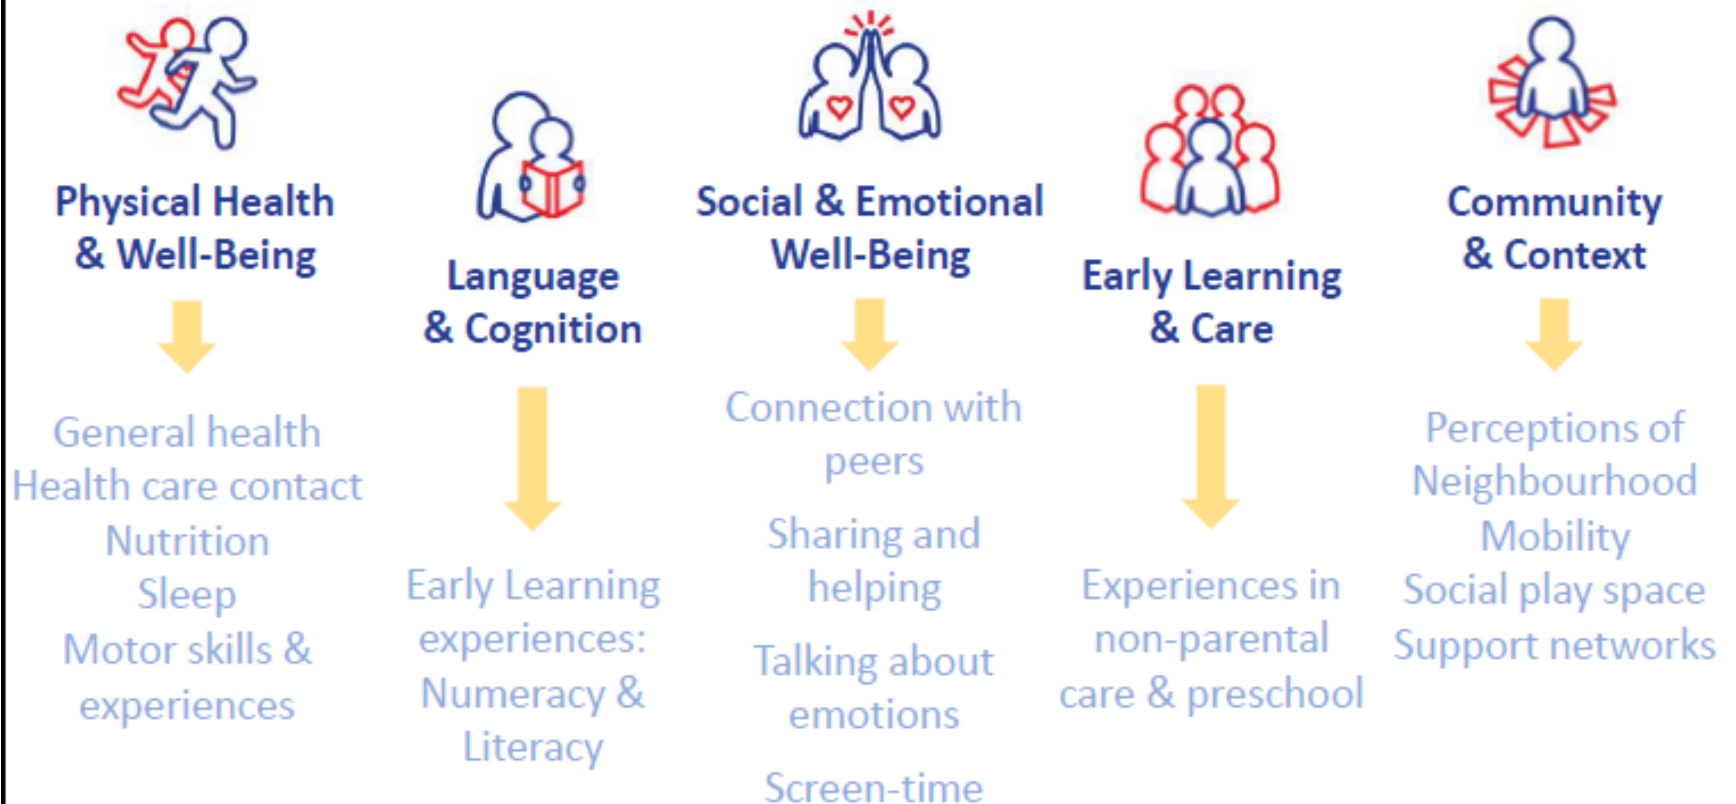 Physical Health
& Well-Being
General health
Health care contact
Nutrition
Sleep
Motor skills &
experiences
Language
& Cognition
Early Learning
experiences:
Numeracy &
Literacy
Social & Emotional
Well-Being
Connection with
peers
Sharing and
helping
Talking about
emotions
Screen-time
Early Learning
& Care
Experiences in
non-parental
care & preschool
Community
& Context
Perceptions of
Neighbourhood
Mobility
Social play space
Support networks